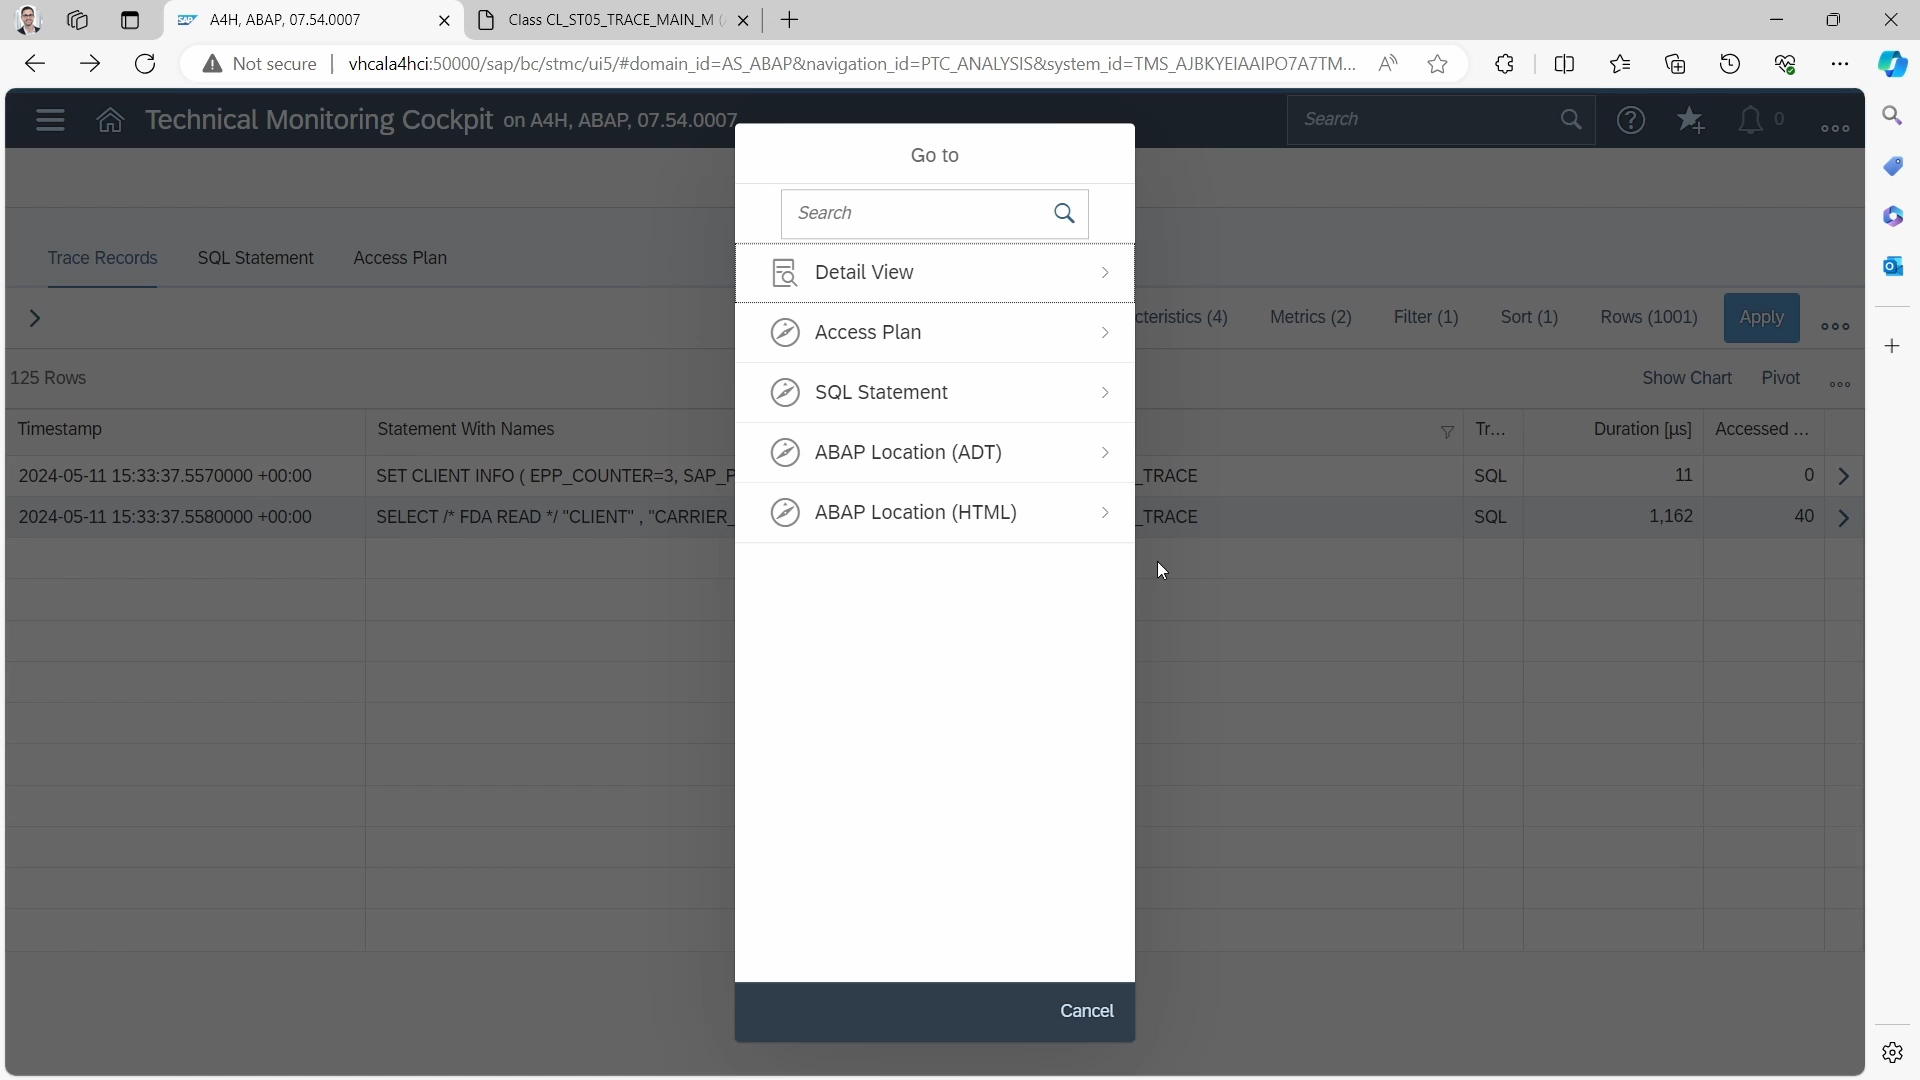 A4H, ABAP, 07.54.0007
Class CL_ST05_TRACE_MAIN_M (
Not secure
vhcala4hci:50000/sap/bc/stmc/ui5/#domain_id=AS_ABAP&navigation_id=PTC_ANALYSIS&system_id=TMS_AJBKYEIAAIPO7A7TM...
Technical Monitoring Cockpit on A4H, ABAP, 07.54.0007
Search
0
Go to
Search
Trace Records
SQL Statement
Access Plan
Detail View
Access Plan
SQL Statement
ABAP Location (ADT)
ABAP Location (HTML)
cteristics (4)
Metrics (2)
Filter (1)
Sort (1)
Rows (1001)
Apply
125 Rows
Show Chart
Pivot
Timestamp
Statement With Names
Tr...
Duration [µs]
Accessed ...
2024-05-11 15:33:37.5570000 +00:00
SET CLIENT INFO ( EPP_COUNTER=3, SAP_P
_TRACE
SQL
11
0
2024-05-11 15:33:37.5580000 +00:00
SELECT /* FDA READ */ "CLIENT" , "CARRIER_
_TRACE
SQL
1,162
40
Cancel